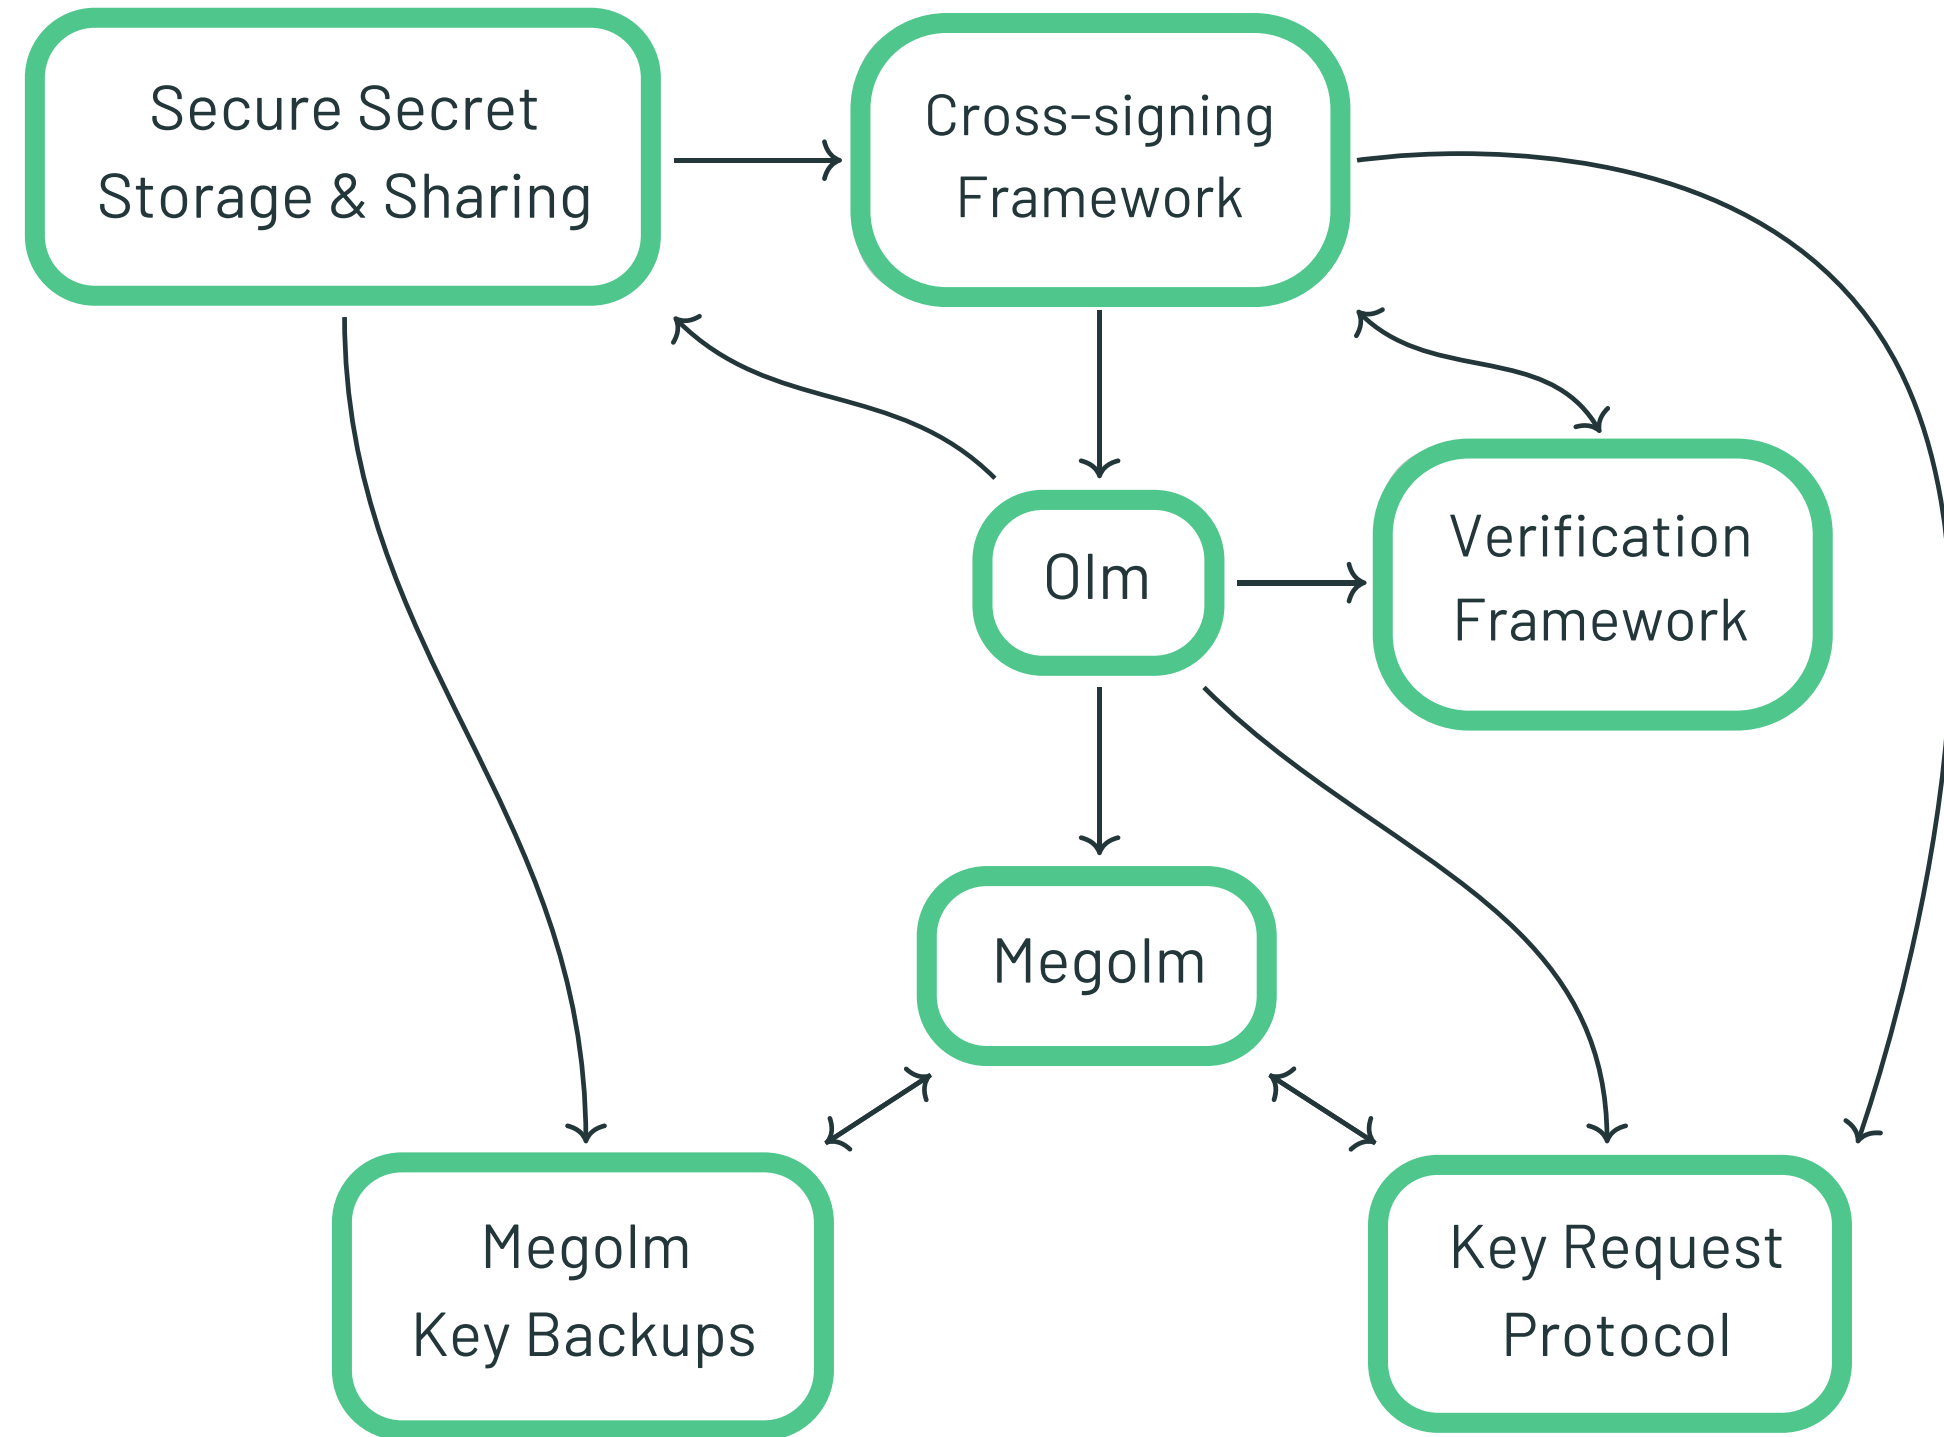 Secure Secret
Storage & Sharing
Cross-signing
Framework
Olm
Verification
Framework
Megolm
Megolm
Key Backups
Key Request
Protocol